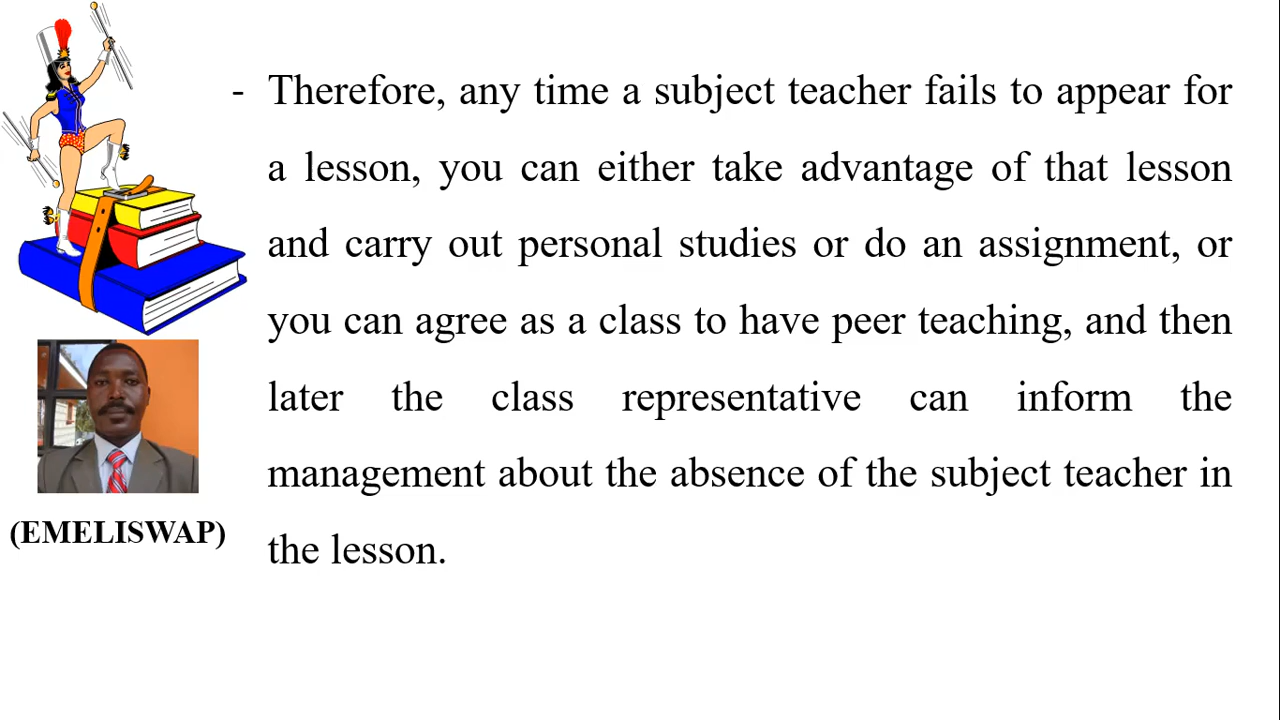 - Therefore, any time a subject teacher fails to appear for
a lesson, you can either take advantage of that lesson
and carry out personal studies or do an assignment, or
you can agree as a class to have peer teaching, and then
later the class representative can inform the
management about the absence of the subject teacher in
the lesson.
(EMELISWAP)